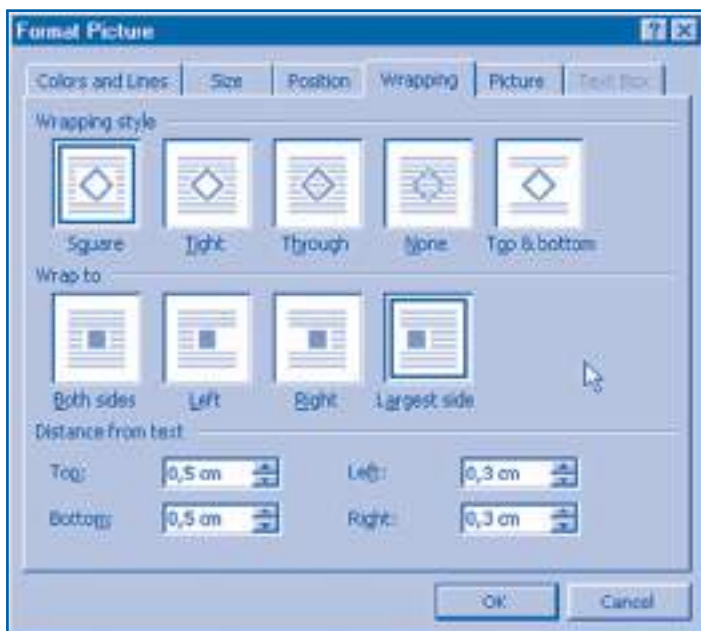 Format Picture
Colors and Lines Size Position Wrapping Picture Text Box
Wrapping style
Square Tight Through None Top & bottom
Wrap to
Both sides Left Right Largest side
Distance from text
Top: 0,5 cm Left: 0,3 cm
Bottom: 0,5 cm Right: 0,3 cm
OK Cancel